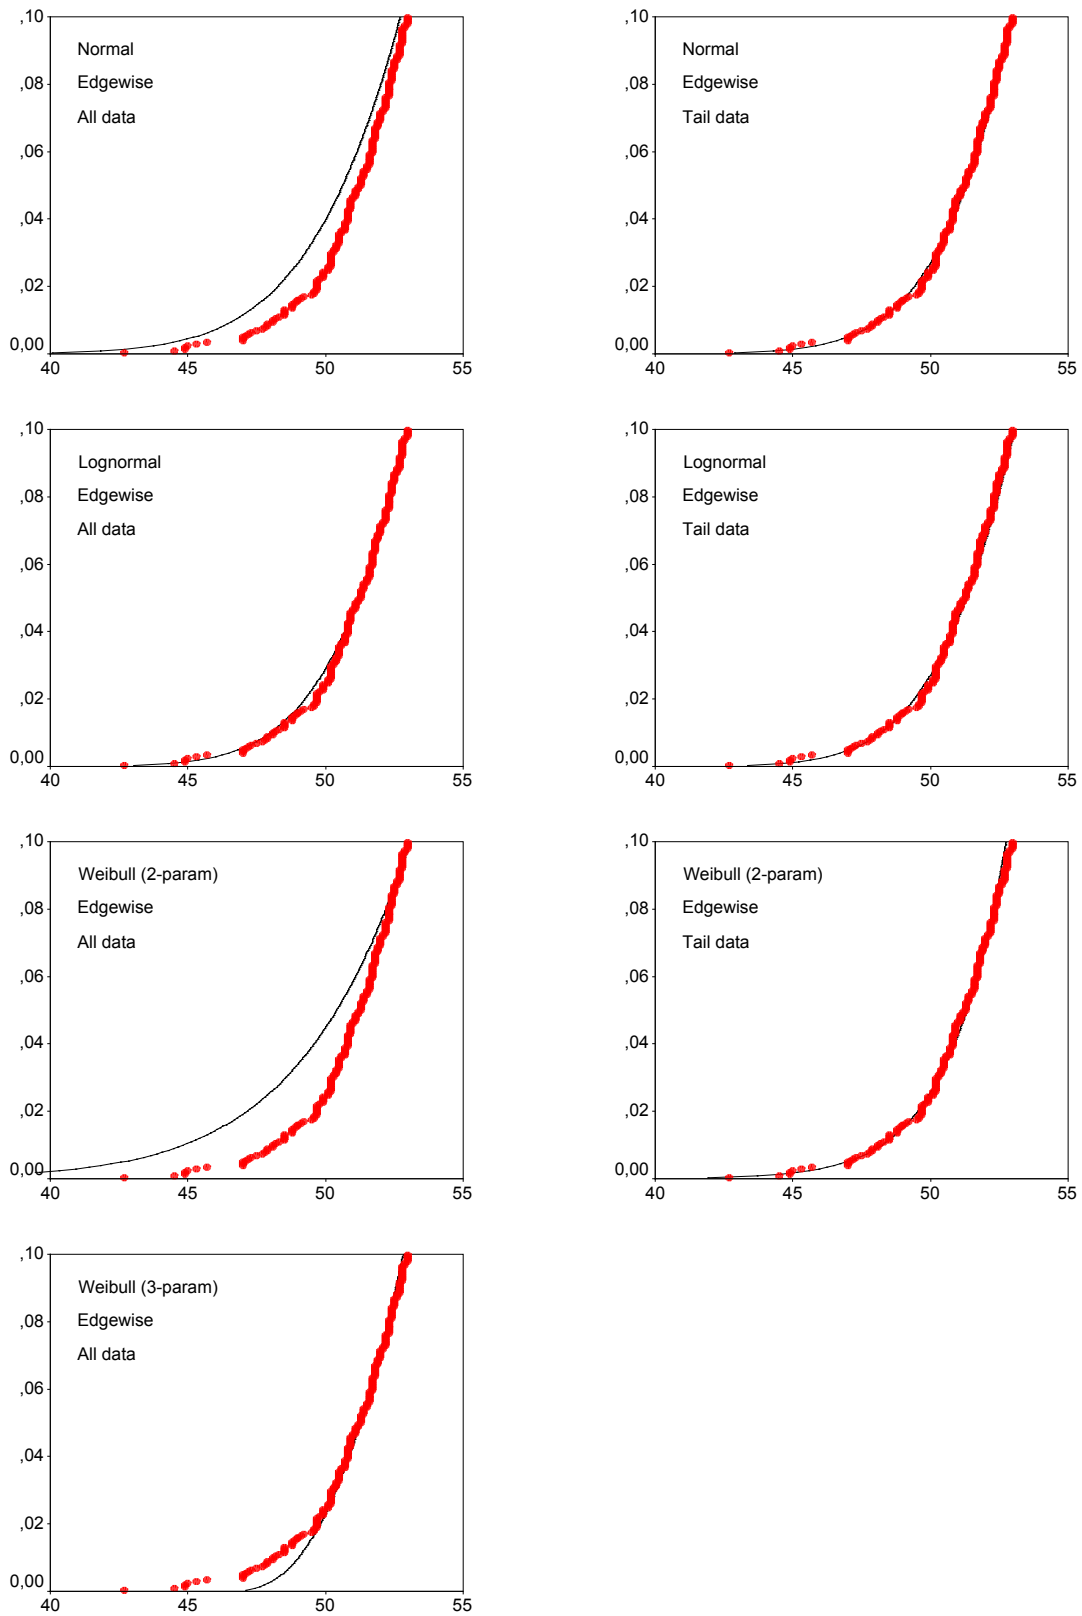 ,10
Normal
Edgewise
All data
,08
,06
,04
,02
0,00
40 45 50 55
,10
Normal
Edgewise
Tail data
,08
,06
,04
,02
0,00
40 45 50 55
,10
Lognormal
Edgewise
All data
,08
,06
,04
,02
0,00
40 45 50 55
,10
Lognormal
Edgewise
Tail data
,08
,06
,04
,02
0,00
40 45 50 55
,10
Weibull (2-param)
Edgewise
All data
,08
,06
,04
,02
0,00
40 45 50 55
,10
Weibull (2-param)
Edgewise
Tail data
,08
,06
,04
,02
0,00
40 45 50 55
,10
Weibull (3-param)
Edgewise
All data
,08
,06
,04
,02
0,00
40 45 50 55